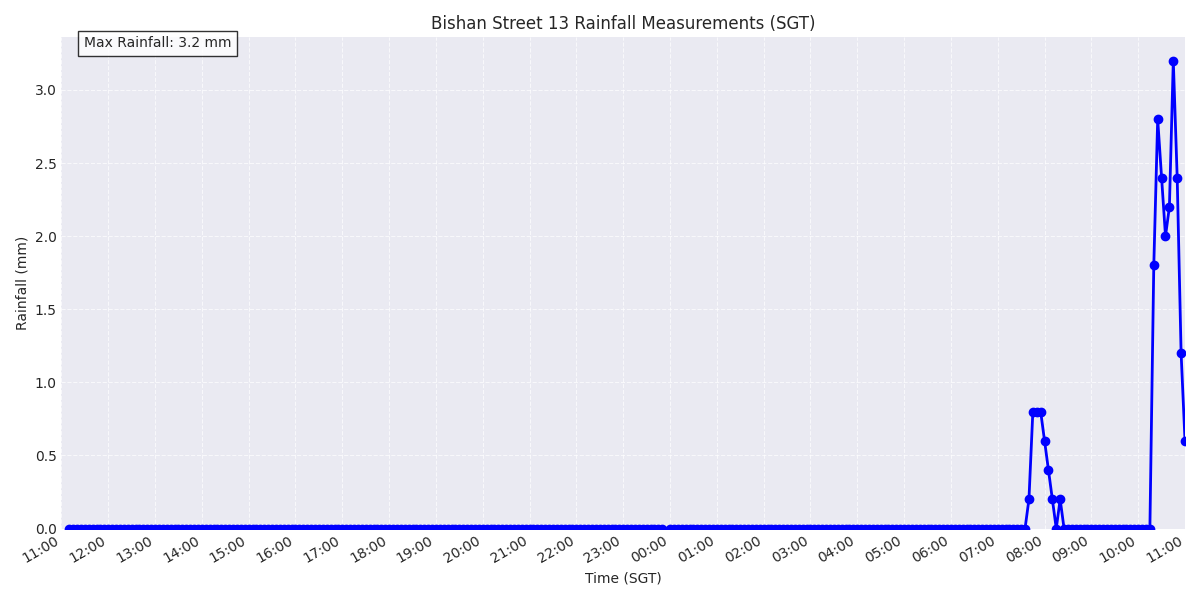 Bishan Street 13 Rainfall Measurements (SGT)
Max Rainfall: 3.2 mm
Rainfall (mm)
3.0
2.5
2.0
1.5
1.0
0.5
0.0
11:00 12:00 13:00 14:00 15:00 16:00 17:00 18:00 19:00 20:00 21:00 22:00 23:00 00:00 01:00 02:00 03:00 04:00 05:00 06:00 07:00 08:00 09:00 10:00 11:00
Time (SGT)